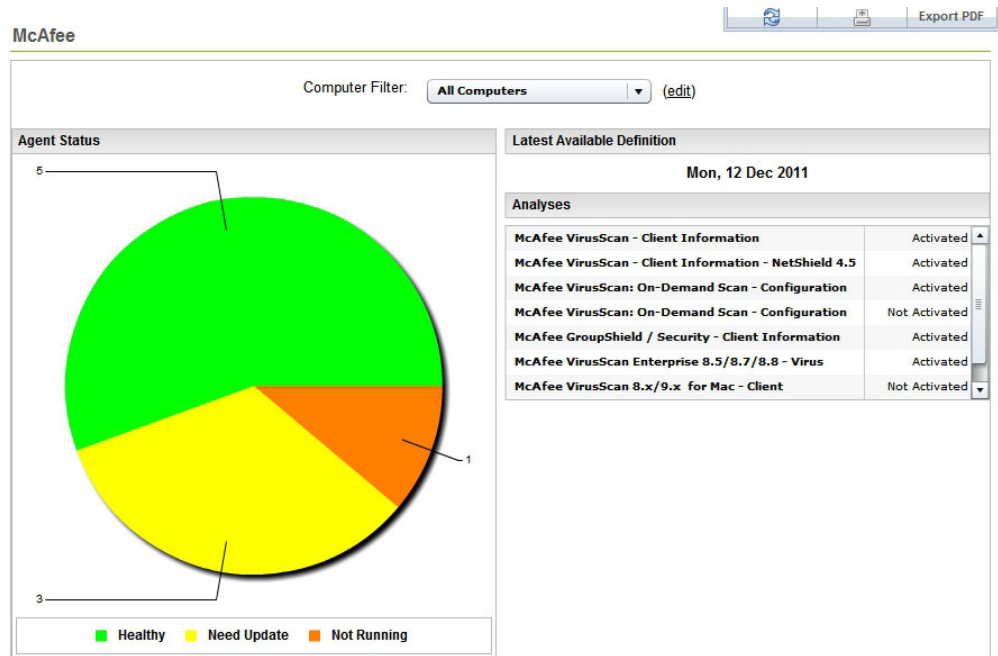 Export PDF
McAfee
Computer Filter: All Computers (edit)
Agent Status
5
1
3
Healthy Need Update Not Running
Latest Available Definition
Mon, 12 Dec 2011
Analyses
McAfee VirusScan - Client Information Activated
McAfee VirusScan - Client Information - NetShield 4.5 Activated
McAfee VirusScan: On-Demand Scan - Configuration Activated
McAfee VirusScan: On-Demand Scan - Configuration Not Activated
McAfee GroupShield / Security - Client Information Activated
McAfee VirusScan Enterprise 8.5/8.7/8.8 - Virus Activated
McAfee VirusScan 8.x/9.x for Mac - Client Not Activated